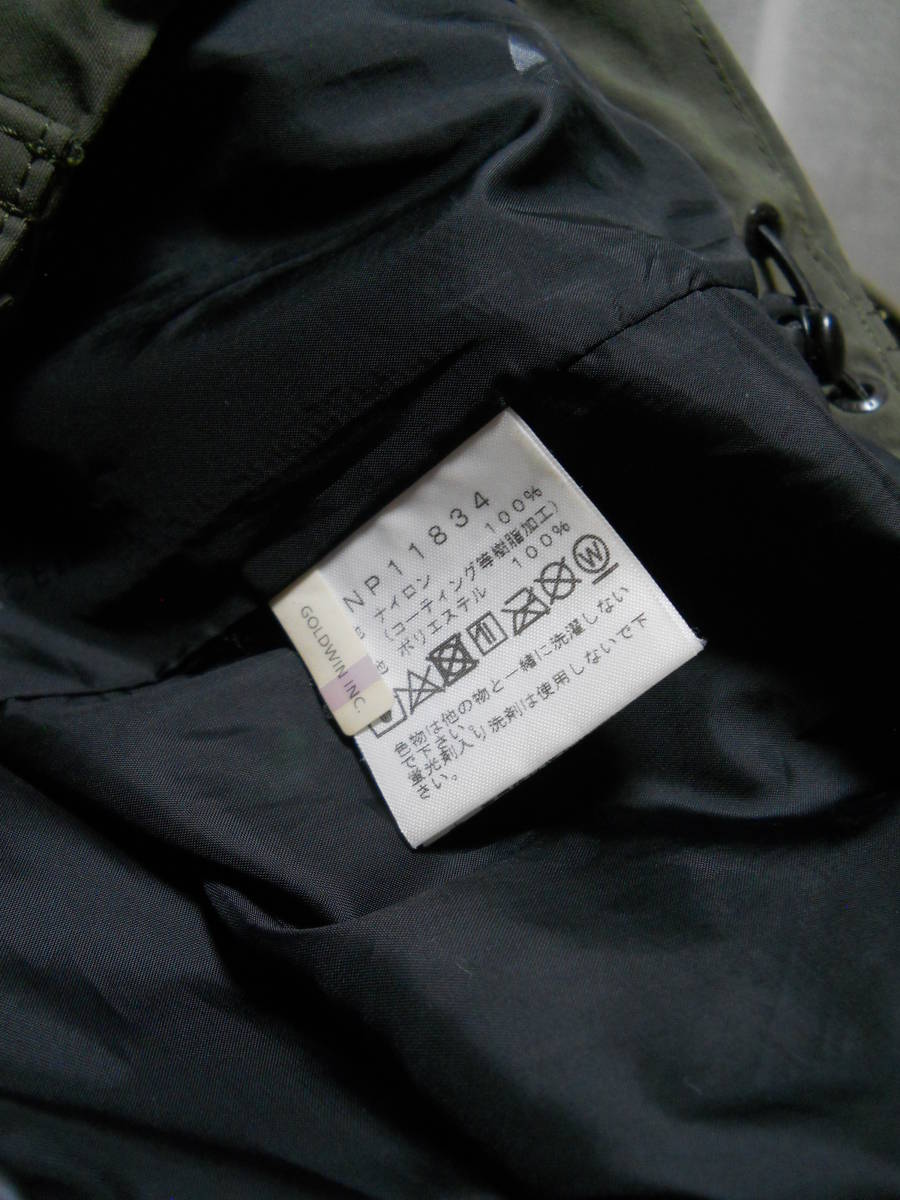 NP11834
ナイロン 100%
(コーティング等樹脂加工)
ポリエステル 100%
W
色物は他の物と一緒に洗濯しない
で下さい。
蛍光剤入り洗剤は使用しないで下
さい。
GOLDWIN INC.